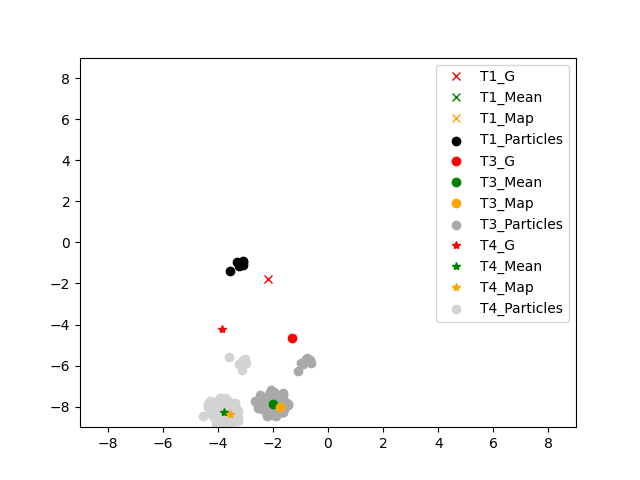 8
6
4
2
0
−2
−4
−6
−8
−8
−6
−4
−2
0
2
4
6
8
T1_G
T1_Mean
T1_Map
T1_Particles
T3_G
T3_Mean
T3_Map
T3_Particles
T4_G
T4_Mean
T4_Map
T4_Particles